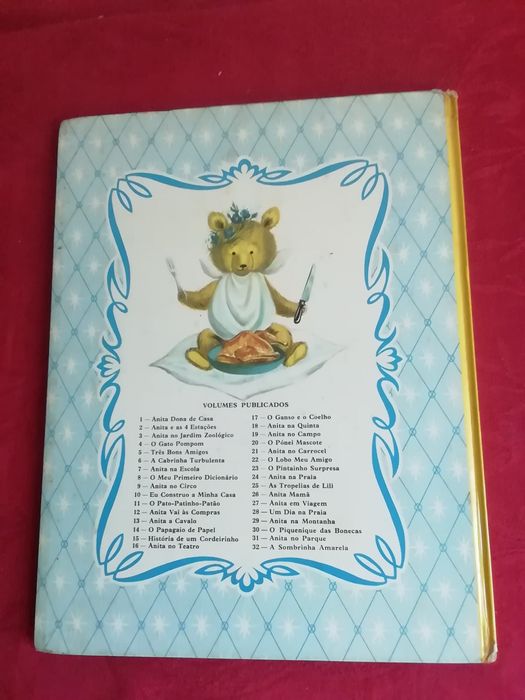 VOLUMES PUBLICADOS
1 — Anita Dona de Casa
2 — Anita e as 4 Estações
3 — Anita no Jardim Zoológico
4 — O Gato Pompom
5 — Três Bons Amigos
6 — A Cabrinha Turbulenta
7 — Anita na Escola
8 — O Meu Primeiro Dicionário
9 — Anita no Circo
10 — Eu Construo a Minha Casa
11 — O Pato-Patinho-Patão
12 — Anita Vai às Compras
13 — Anita a Cavalo
14 — O Papagaio de Papel
15 — História de um Cordeirinho
16 — Anita no Teatro
17 — O Ganso e o Coelho
18 — Anita na Quinta
19 — Anita no Campo
20 — O Pónei Mascote
21 — Anita no Carrocel
22 — O Lobo Meu Amigo
23 — O Pintainho Surpresa
24 — Anita na Praia
25 — As Tropelias de Lili
26 — Anita Mamã
27 — Anita em Viagem
28 — Um Dia na Praia
29 — Anita na Montanha
30 — O Piquenique das Bonecas
31 — Anita no Parque
32 — A Sombrinha Amarela